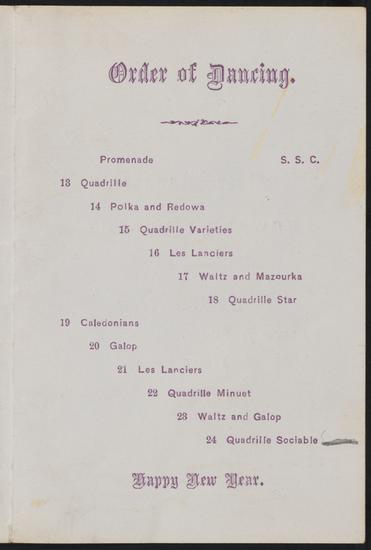 Order of Dancing.
Promenade S. S. C.
13 Quadrille
14 Polka and Redowa
15 Quadrille Varieties
16 Les Lanciers
17 Waltz and Mazourka
18 Quadrille Star
19 Caledonians
20 Galop
21 Les Lanciers
22 Quadrille Minuet
23 Waltz and Galop
24 Quadrille Sociable
Happy New Year.